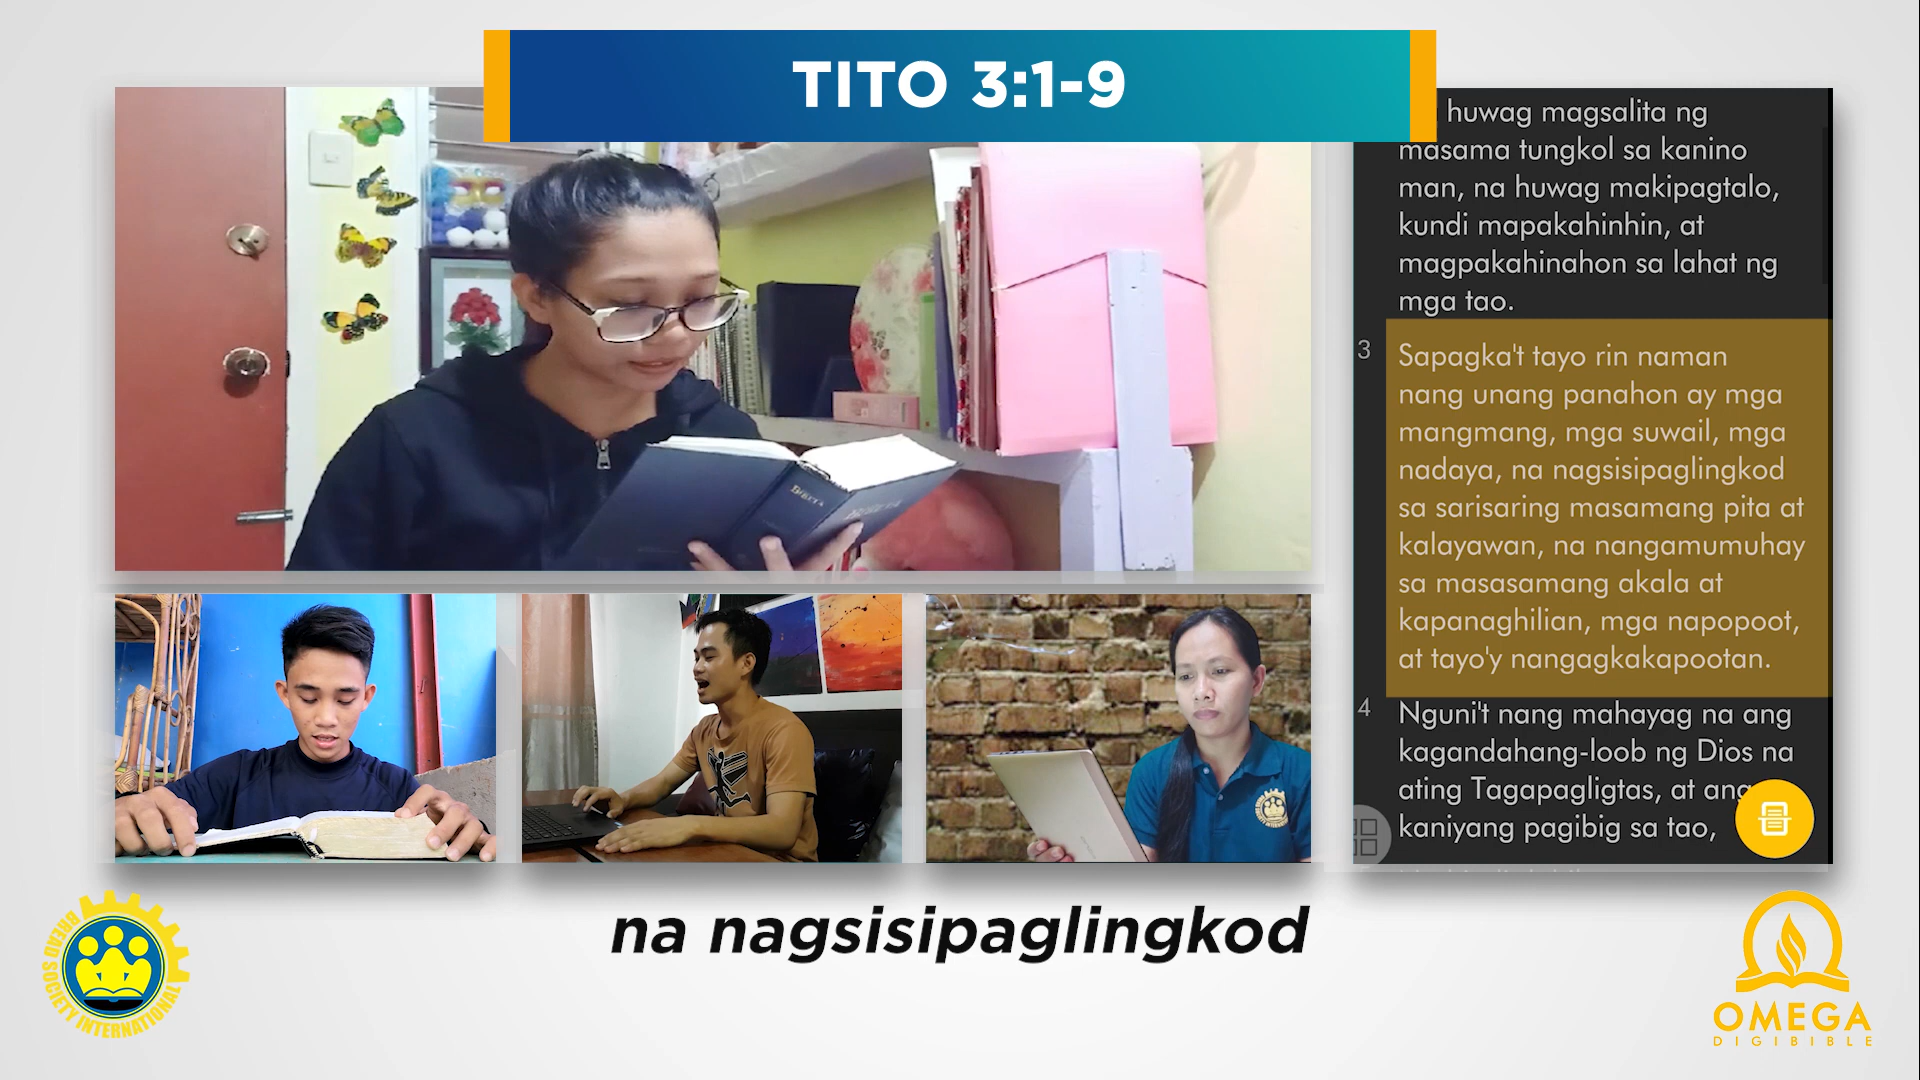 TITO 3:1-9
huwag magsalita ng
masama tungkol sa kanino
man, na huwag makipagtalo,
kundi mapakahinhin, at
magpakahinahon sa lahat ng
mga tao.
3 Sapagka't tayo rin naman
nang unang panahon ay mga
mangmang, mga suwail, mga
nadaya, na nagsisipaglingkod
sa sarisaring masamang pita at
kalayawan, na nangamumuhay
sa masasamang akala at
kapanaghilian, mga napopoot,
at tayo'y nangagkakapootan.
4 Nguni't nang mahayag na ang
kagandahang-loob ng Dios na
ating Tagapagligtas, at ang
kaniyang pagibig sa tao,
na nagsisipaglingkod
BREAD SOCIETY INTERNATIONAL
OMEGA
DIGIBIBLE